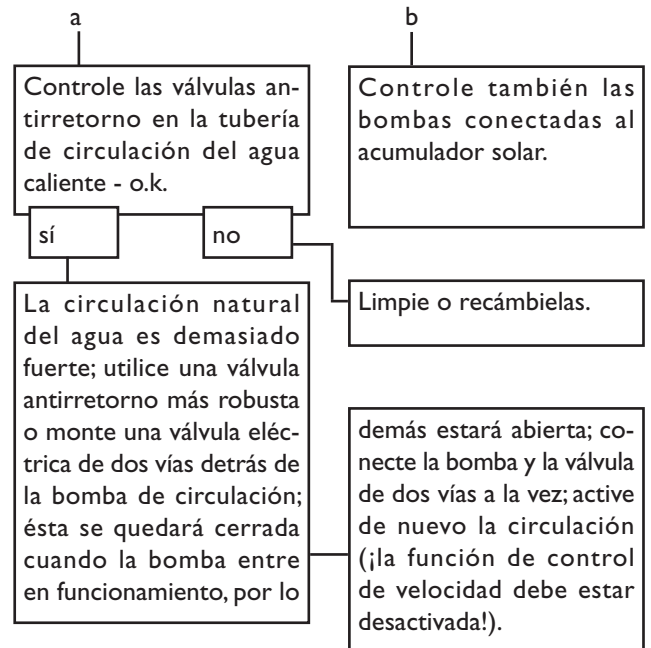 a
Controle las válvulas an-
tirretorno en la tubería
de circulación del agua
caliente - o.k.
sí
no
La circulación natural
del agua es demasiado
fuerte; utilice una válvula
antirretorno más robusta
o monte una válvula eléc-
trica de dos vías detrás de
la bomba de circulación;
ésta se quedará cerrada
cuando la bomba entre
en funcionamiento, por lo
b
Controle también las
bombas conectadas al
acumulador solar.
Limpie o recámbielas.
demás estará abierta; co-
necte la bomba y la válvula
de dos vías a la vez; active
de nuevo la circulación
(¡la función de control
de velocidad debe estar
desactivada!).